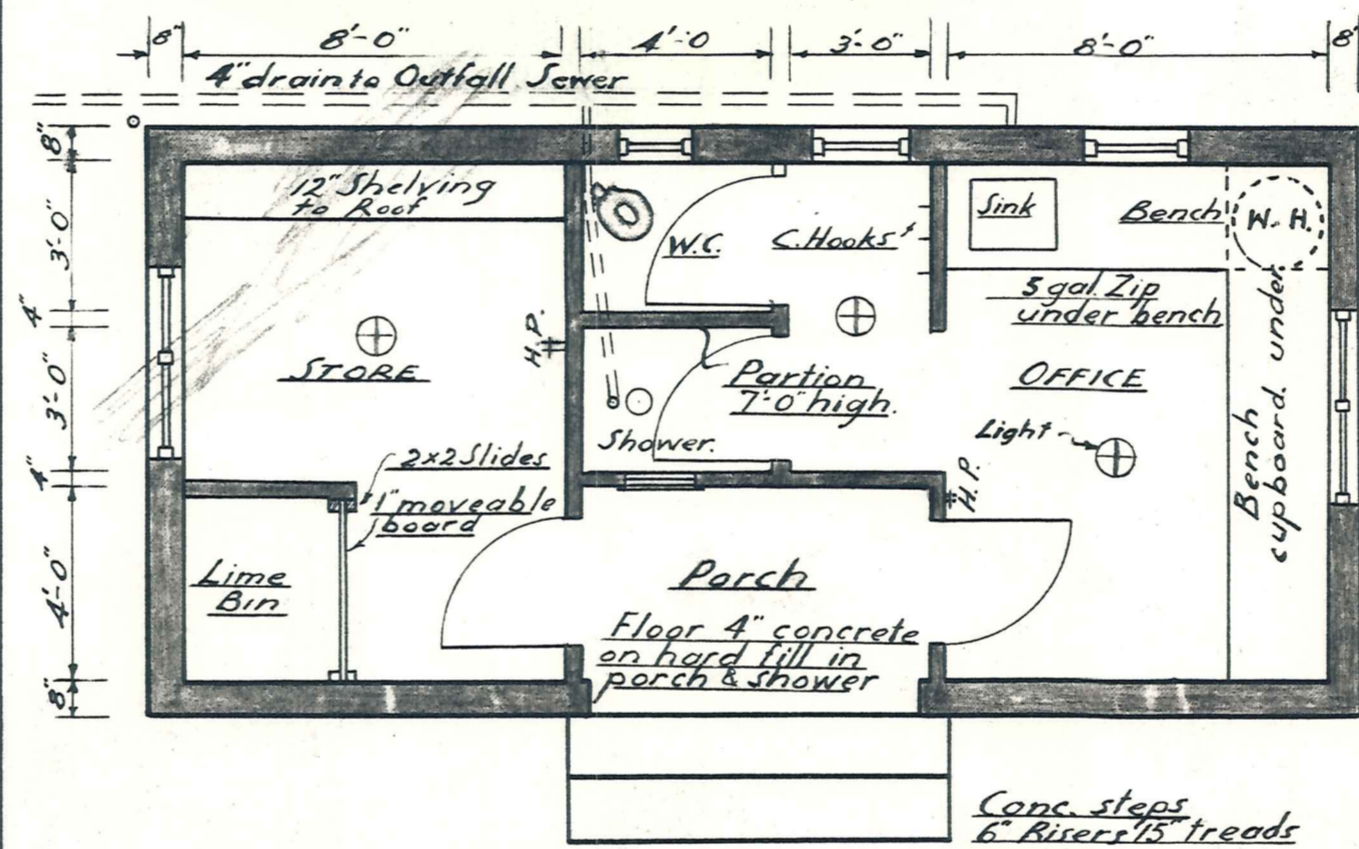 8" 8'-0" 4'-0 3'-0" 8'-0" 8"
4" drain to Outfall Sewer
8"
3'-0"
4"
3'-0"
4"
4'-0"
8"
12" Shelving
to Roof
STORE
H.P.
2x2 Slides
1" moveable
board
Lime
Bin
W.C.
C.Hooks
Partion
7'-0" high.
Shower.
Porch
Floor 4" concrete
on hard fill in
porch & shower
Sink
Bench
W.H.
5 gal. Zip
under bench
OFFICE
Light
H.P.
Bench
cupboard under.
Conc. steps
6" Risers 15" treads